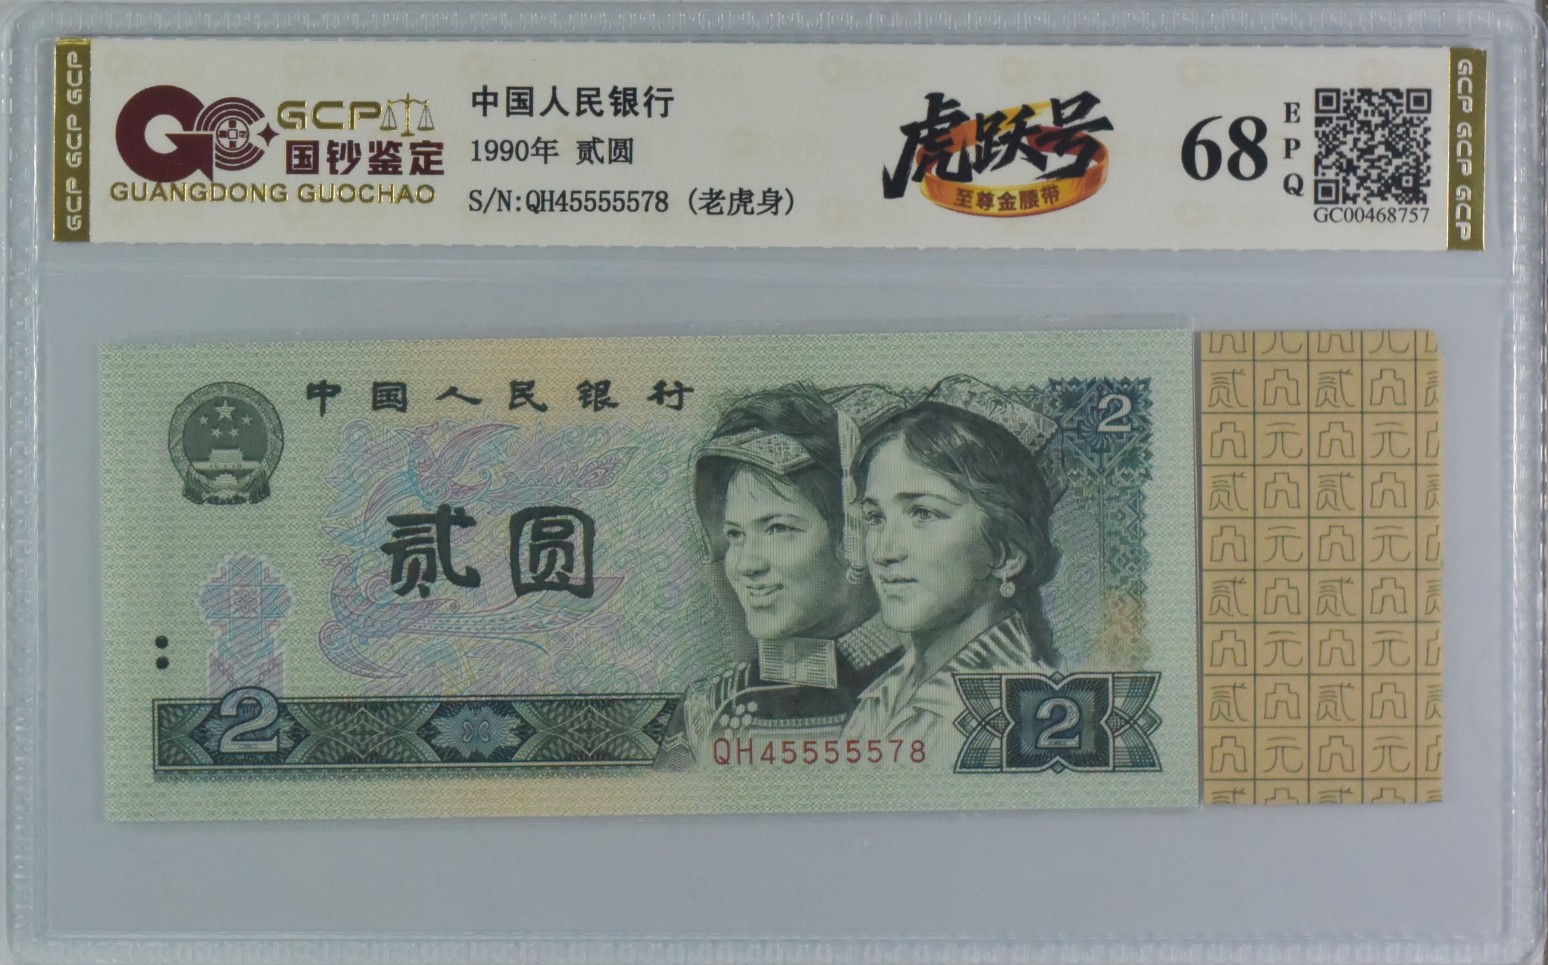 GCP GCP GCP
GCP
国钞鉴定
GUANGDONG GUOCHAO
中国人民银行
1990年 贰圆
S/N:QH45555578 (老虎身)
虎跃号
至尊金腰带
68
EPQ
GC00468757
GCP GCP GCP
中国人民银行
2
贰圆
2
QH45555578
2